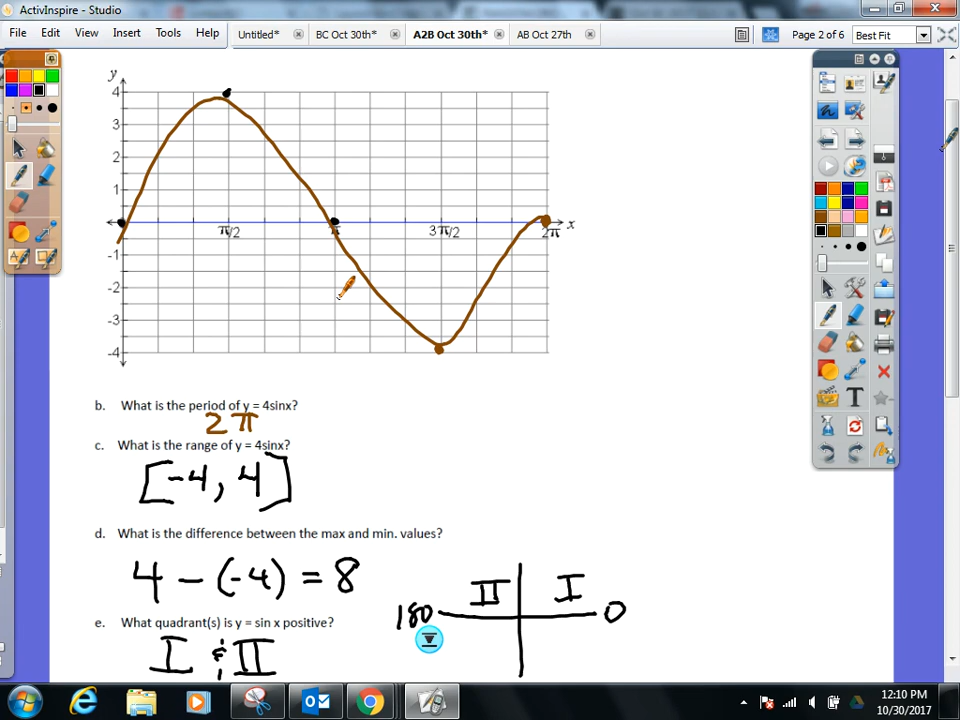 ActivInspire - Studio
File Edit View Insert Tools Help
Untitled* BC Oct 30th* A2B Oct 30th* AB Oct 27th
Page 2 of 6 Best Fit
y
4
3
2
1
-1
-2
-3
-4
π/2 π 3π/2 2π x
b. What is the period of y = 4sinx?
2π
c. What is the range of y = 4sinx?
[-4, 4]
d. What is the difference between the max and min. values?
4 - (-4) = 8
II I
180 0
e. What quadrant(s) is y = sin x positive?
I & II
12:10 PM
10/30/2017